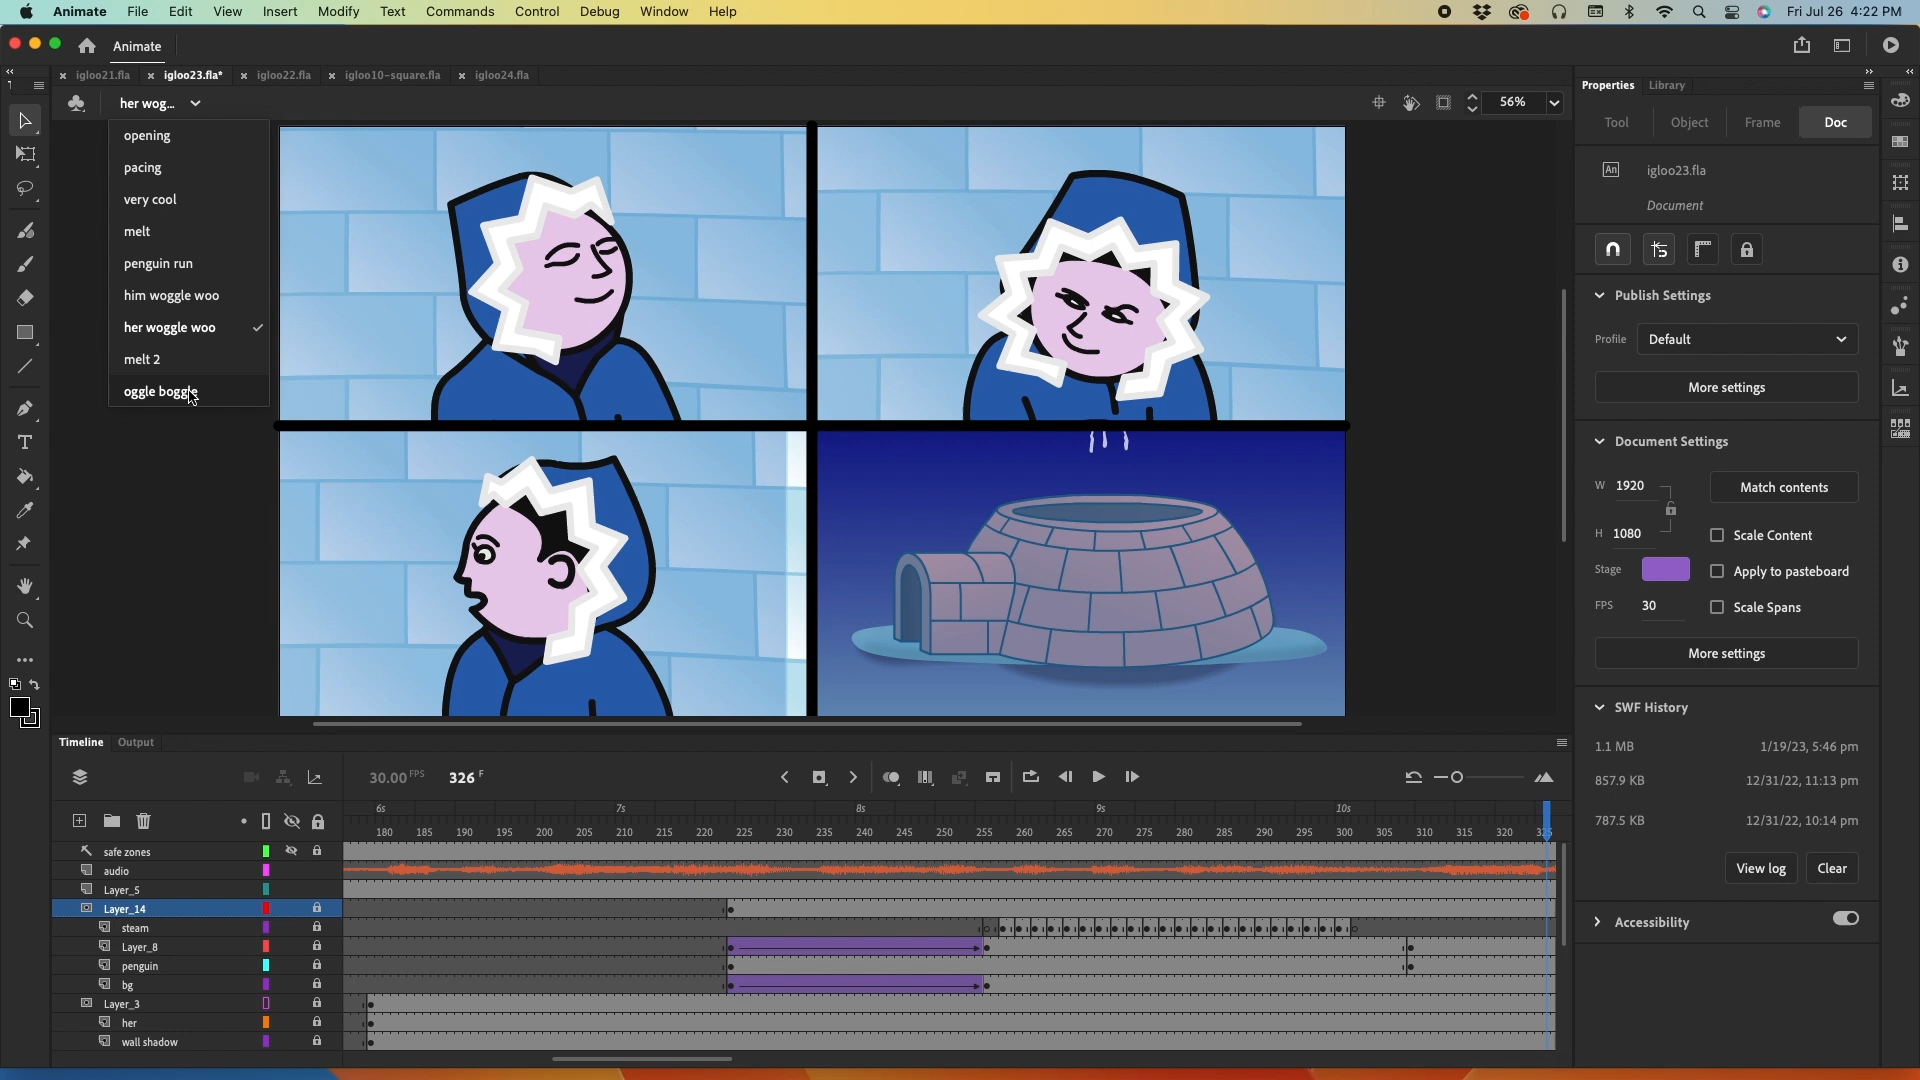 Animate File Edit View Insert Modify Text Commands Control Debug Window Help Fri Jul 26 4:22 PM
Animate
igloo21.fla igloo23.fla* igloo22.fla igloo10-square.fla igloo24.fla
her wog... 56%
opening
pacing
very cool
melt
penguin run
him woggle woo
her woggle woo
melt 2
oggle boggle
Properties Library
Tool Object Frame Doc
An igloo23.fla
Document
Publish Settings
Profile Default
More settings
Document Settings
W 1920 Match contents
H 1080 Scale Content
Stage Apply to pasteboard
FPS 30 Scale Spans
More settings
SWF History
1.1 MB 1/19/23, 5:46 pm
857.9 KB 12/31/22, 11:13 pm
787.5 KB 12/31/22, 10:14 pm
View log Clear
Accessibility
Timeline Output
30.00 FPS 326 F
6s 7s 8s 9s 10s
180 185 190 195 200 205 210 215 220 225 230 235 240 245 250 255 260 265 270 275 280 285 290 295 300 305 310 315 320 325
safe zones
audio
Layer_5
Layer_14
steam
Layer_8
penguin
bg
Layer_3
her
wall shadow